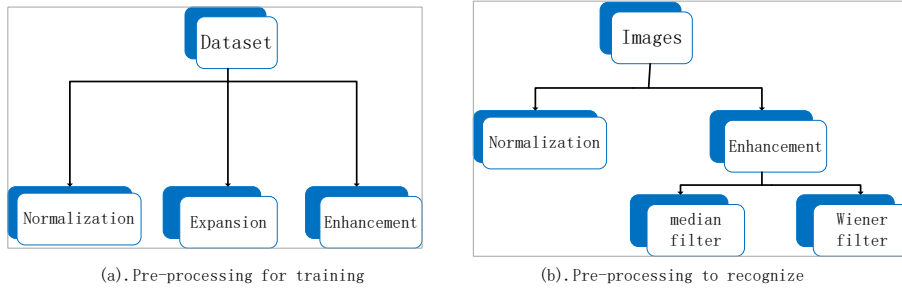 Dataset
Normalization
Expansion
Enhancement
(a).Pre-processing for training
Images
Normalization
Enhancement
median
filter
Wiener
filter
(b).Pre-processing to recognize